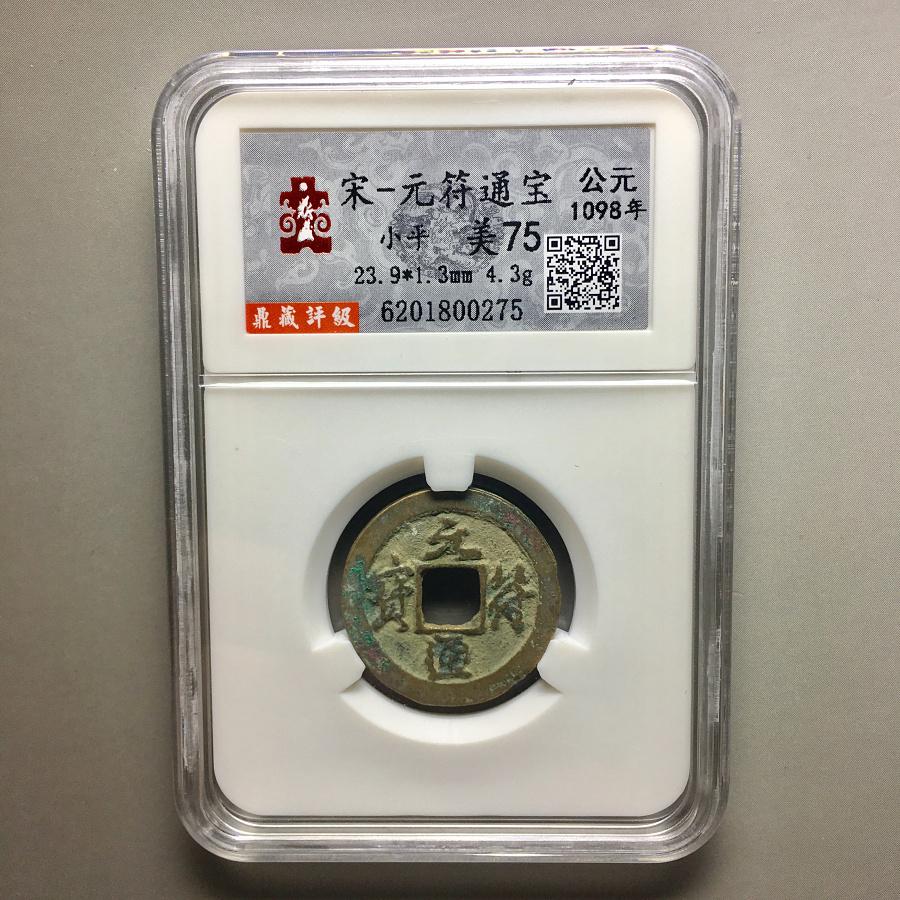 宋-元符通宝
公元
1098年
小平 美75
23.9*1.3mm 4.3g
鼎藏評級 6201800275
元符通寳